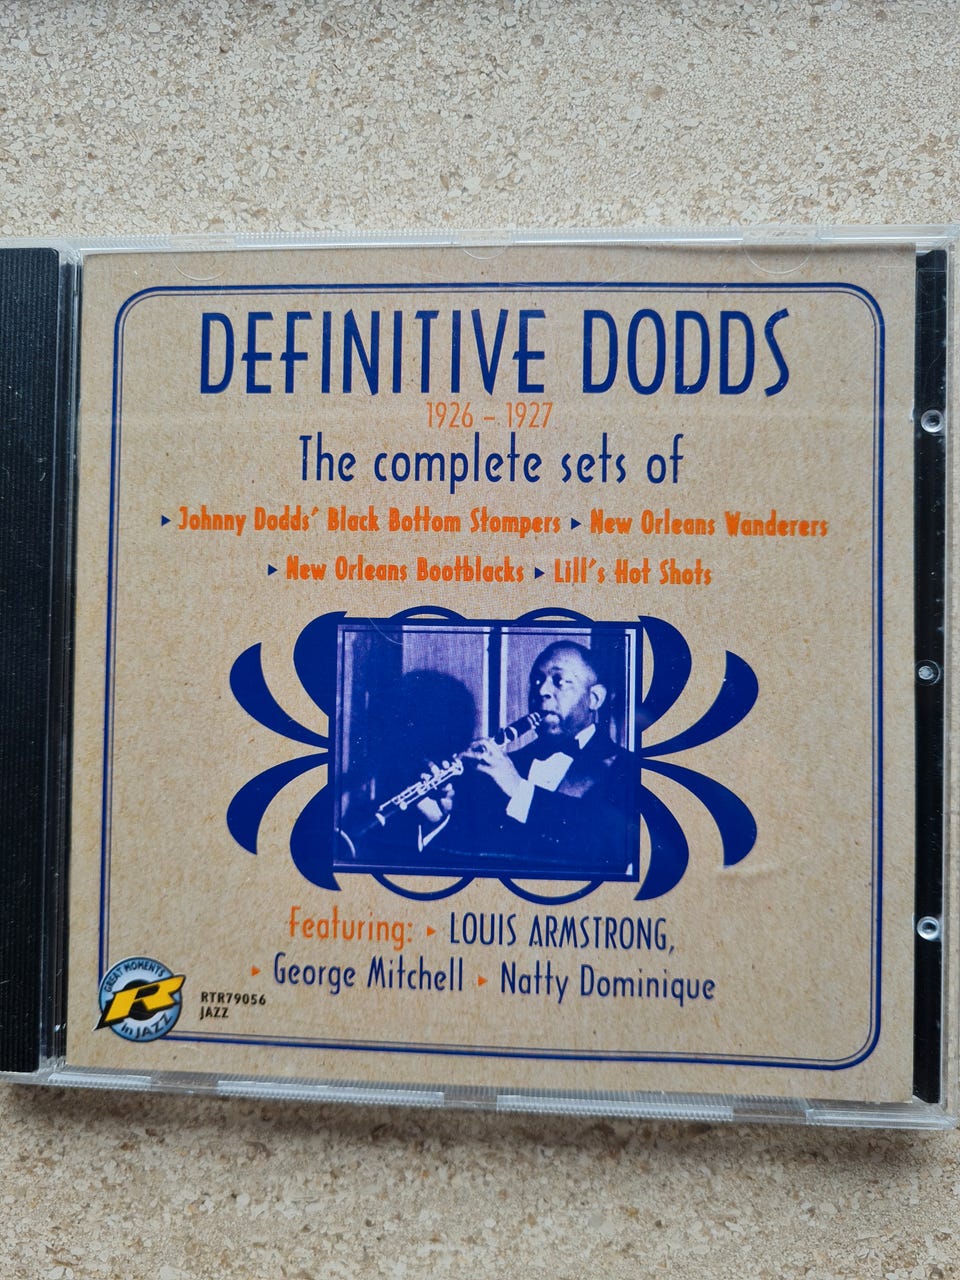 DEFINITIVE DODDS
1926 – 1927
The complete sets of
▸ Johnny Dodds' Black Bottom Stompers ▸ New Orleans Wanderers
▸ New Orleans Bootblacks ▸ Lill's Hot Shots
Featuring: ▸ LOUIS ARMSTRONG,
▸ George Mitchell ▸ Natty Dominique
GREAT MOMENTS
R
in JAZZ
RTR79056
JAZZ